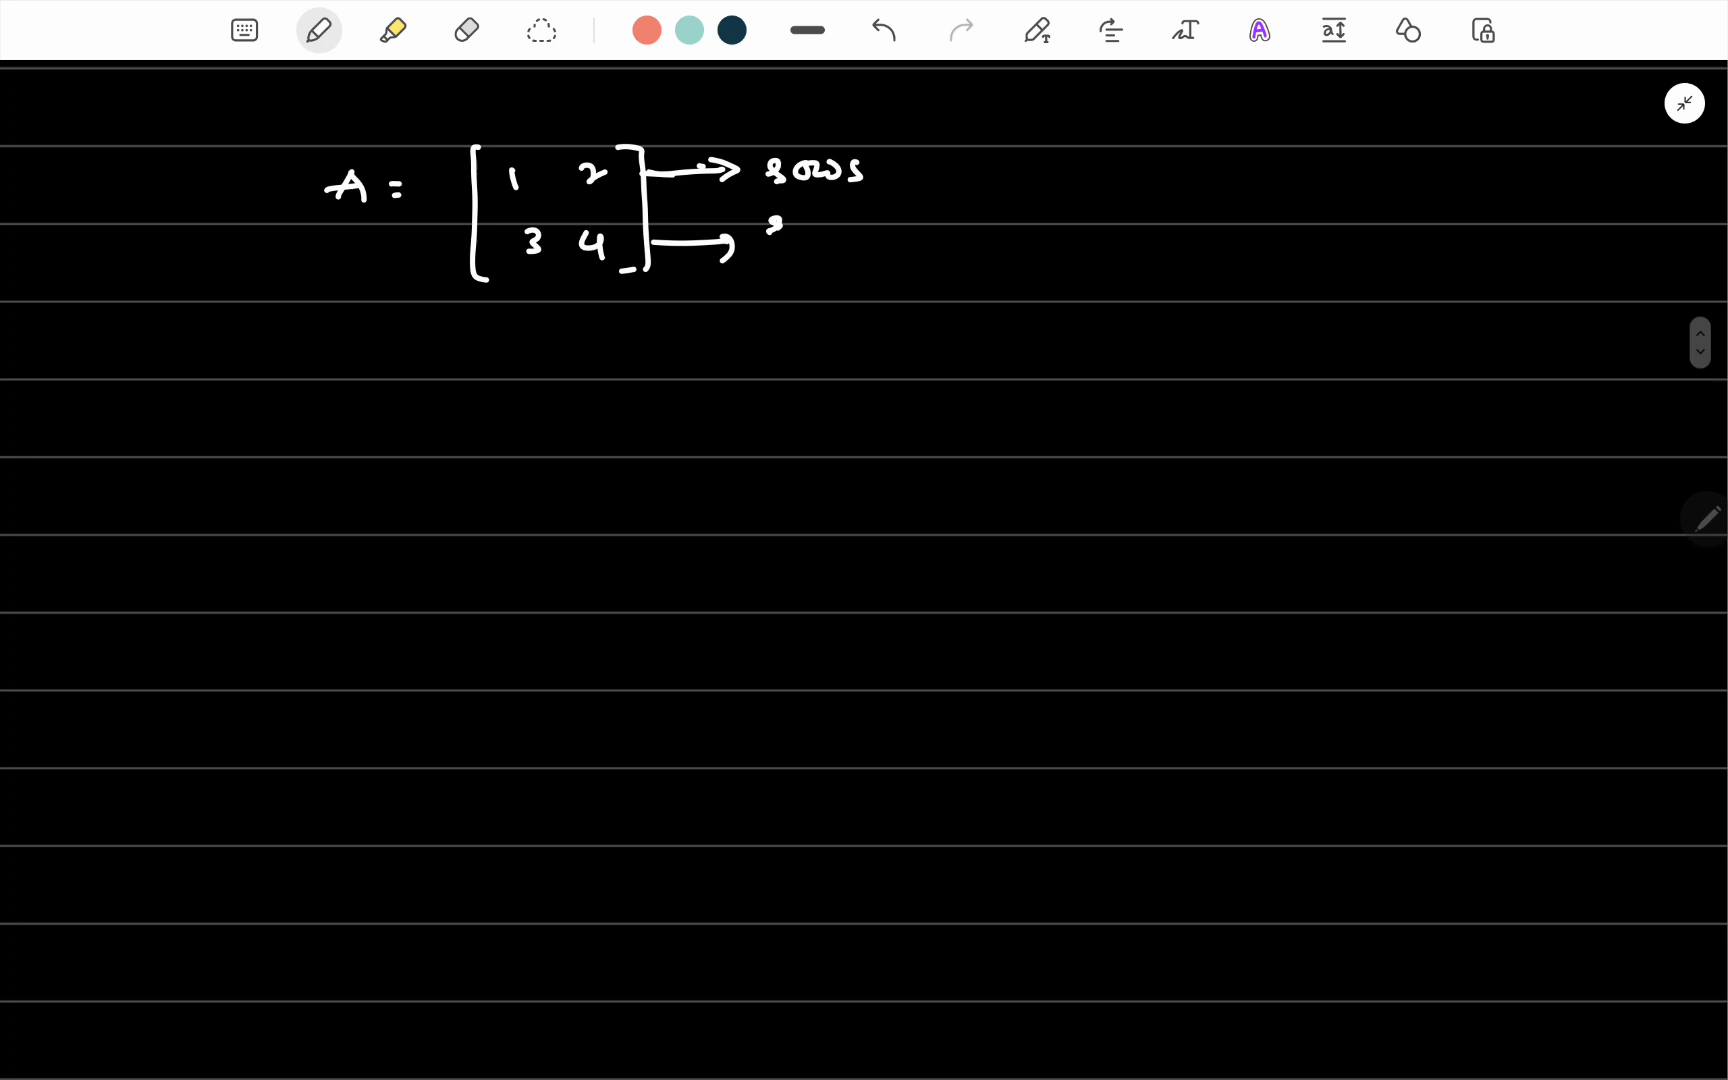 A = [ 1 2 ] → rows
[ 3 4 ] →